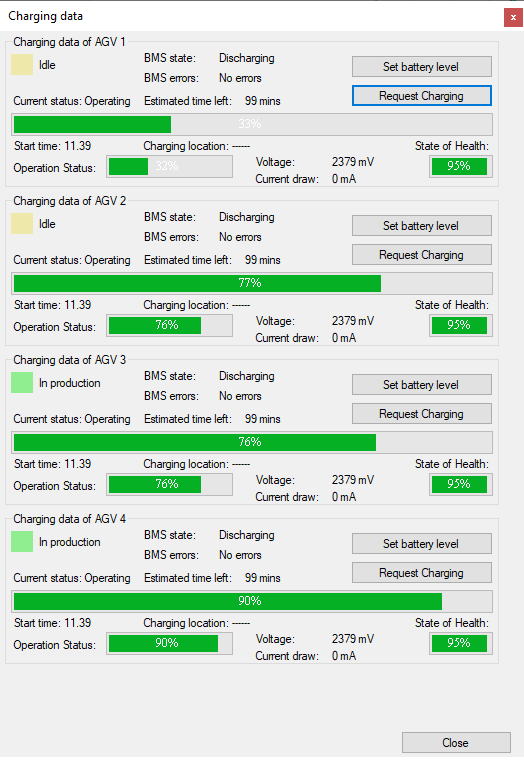 Charging data
x
Charging data of AGV 1
Idle
BMS state: Discharging
BMS errors: No errors
Set battery level
Request Charging
Current status: Operating Estimated time left: 99 mins
33%
Start time: 11.39 Charging location: ------
Operation Status: 32%
Voltage: 2379 mV
Current draw: 0 mA
State of Health:
95%
Charging data of AGV 2
Idle
BMS state: Discharging
BMS errors: No errors
Set battery level
Request Charging
Current status: Operating Estimated time left: 99 mins
77%
Start time: 11.39 Charging location: ------
Operation Status: 76%
Voltage: 2379 mV
Current draw: 0 mA
State of Health:
95%
Charging data of AGV 3
In production
BMS state: Discharging
BMS errors: No errors
Set battery level
Request Charging
Current status: Operating Estimated time left: 99 mins
76%
Start time: 11.39 Charging location: ------
Operation Status: 76%
Voltage: 2379 mV
Current draw: 0 mA
State of Health:
95%
Charging data of AGV 4
In production
BMS state: Discharging
BMS errors: No errors
Set battery level
Request Charging
Current status: Operating Estimated time left: 99 mins
90%
Start time: 11.39 Charging location: ------
Operation Status: 90%
Voltage: 2379 mV
Current draw: 0 mA
State of Health:
95%
Close